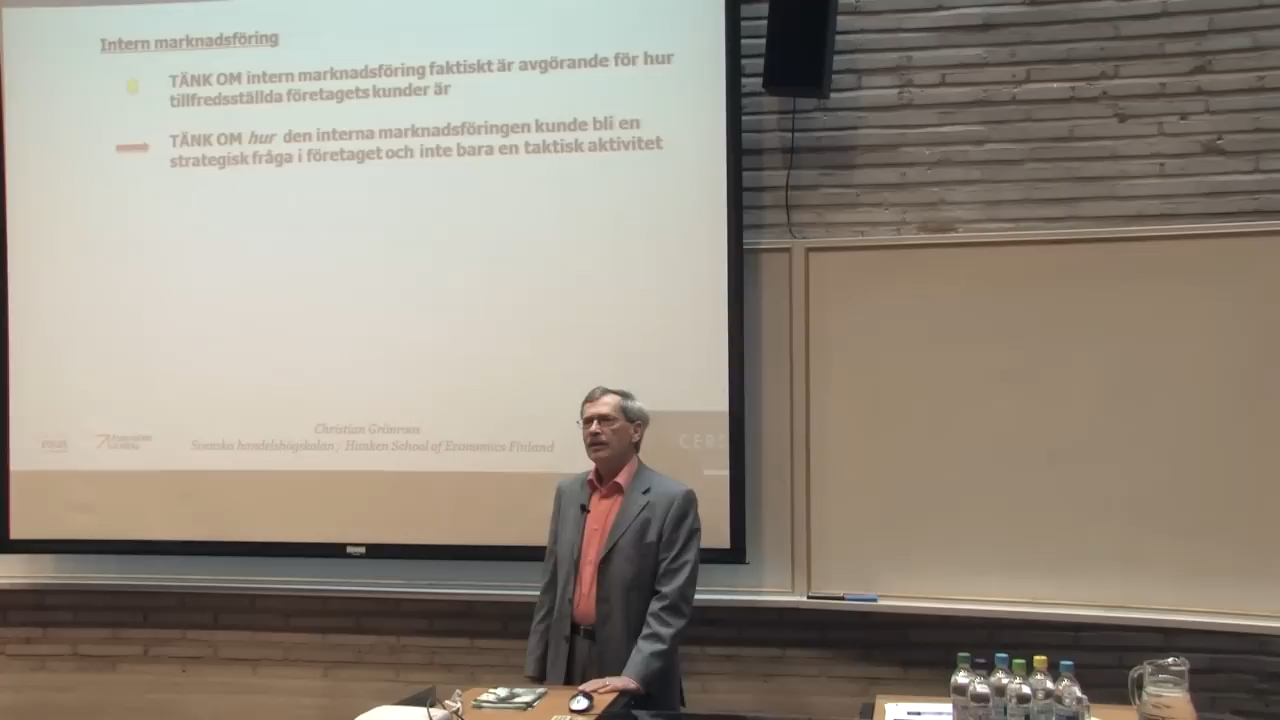 Intern marknadsföring
TÄNK OM intern marknadsföring faktiskt är avgörande för hur
tillfredsställda företagets kunder är
TÄNK OM hur den interna marknadsföringen kunde bli en
strategisk fråga i företaget och inte bara en taktisk aktivitet
Christian Grönroos
Svenska handelshögskolan / Hanken School of Economics Finland
CERS